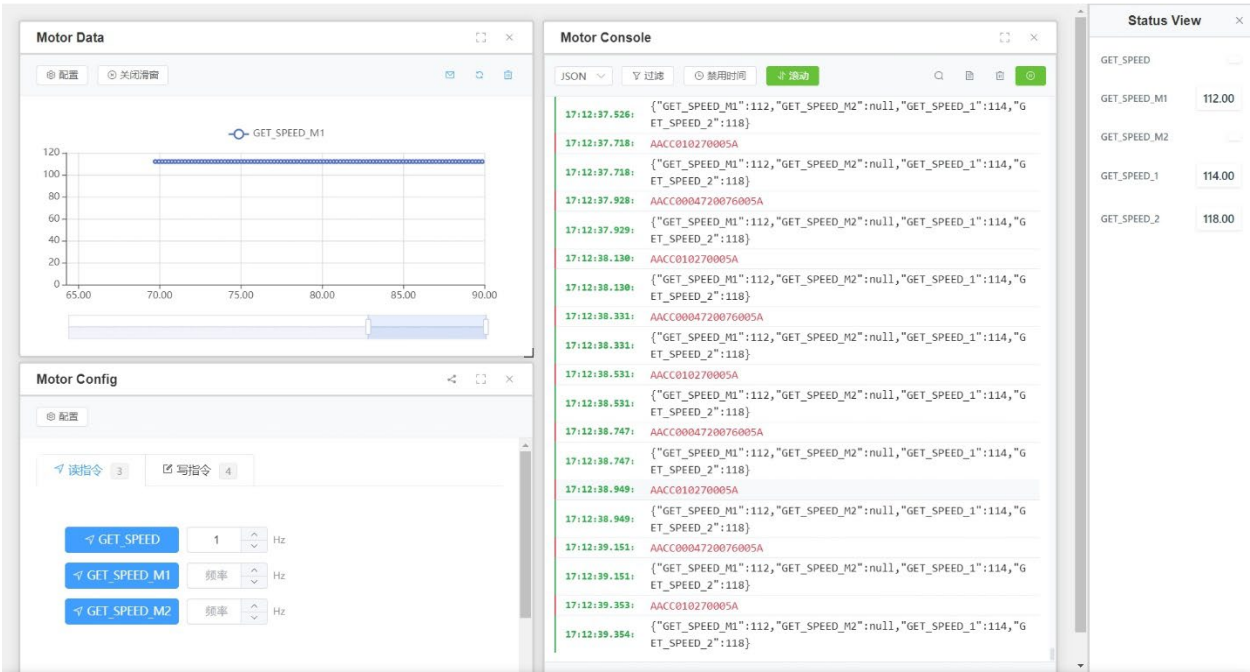 Motor Data
配置
关闭滑窗
GET_SPEED_M1
120
100
80
60
40
20
0
65.00 70.00 75.00 80.00 85.00 90.00
Motor Config
配置
读指令 3 写指令 4
GET_SPEED 1 Hz
GET_SPEED_M1 频率 Hz
GET_SPEED_M2 频率 Hz
Motor Console
JSON 过滤 禁用时间 滚动
17:12:37.526: {"GET_SPEED_M1":112,"GET_SPEED_M2":null,"GET_SPEED_1":114,"G
ET_SPEED_2":118}
17:12:37.718: AACC010270005A
17:12:37.718: {"GET_SPEED_M1":112,"GET_SPEED_M2":null,"GET_SPEED_1":114,"G
ET_SPEED_2":118}
17:12:37.928: AACC0004720076005A
17:12:37.929: {"GET_SPEED_M1":112,"GET_SPEED_M2":null,"GET_SPEED_1":114,"G
ET_SPEED_2":118}
17:12:38.130: AACC010270005A
17:12:38.130: {"GET_SPEED_M1":112,"GET_SPEED_M2":null,"GET_SPEED_1":114,"G
ET_SPEED_2":118}
17:12:38.331: AACC0004720076005A
17:12:38.331: {"GET_SPEED_M1":112,"GET_SPEED_M2":null,"GET_SPEED_1":114,"G
ET_SPEED_2":118}
17:12:38.531: AACC010270005A
17:12:38.531: {"GET_SPEED_M1":112,"GET_SPEED_M2":null,"GET_SPEED_1":114,"G
ET_SPEED_2":118}
17:12:38.747: AACC0004720076005A
17:12:38.747: {"GET_SPEED_M1":112,"GET_SPEED_M2":null,"GET_SPEED_1":114,"G
ET_SPEED_2":118}
17:12:38.949: AACC010270005A
17:12:38.949: {"GET_SPEED_M1":112,"GET_SPEED_M2":null,"GET_SPEED_1":114,"G
ET_SPEED_2":118}
17:12:39.151: AACC0004720076005A
17:12:39.151: {"GET_SPEED_M1":112,"GET_SPEED_M2":null,"GET_SPEED_1":114,"G
ET_SPEED_2":118}
17:12:39.353: AACC010270005A
17:12:39.354: {"GET_SPEED_M1":112,"GET_SPEED_M2":null,"GET_SPEED_1":114,"G
ET_SPEED_2":118}
Status View
GET_SPEED
GET_SPEED_M1 112.00
GET_SPEED_M2
GET_SPEED_1 114.00
GET_SPEED_2 118.00